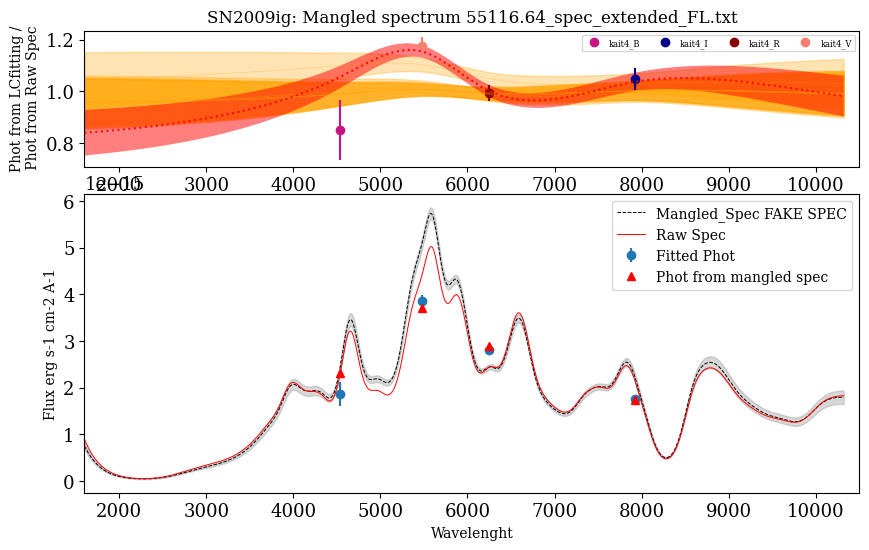 SN2009ig: Mangled spectrum 55116.64_spec_extended_FL.txt
Phot from LCfitting /
Phot from Raw Spec
1.2
1.0
0.8
kait4_B kait4_I kait4_R kait4_V
2000 3000 4000 5000 6000 7000 8000 9000 10000
1e−15
Flux erg s-1 cm-2 A-1
6
5
4
3
2
1
0
Mangled_Spec FAKE SPEC
Raw Spec
Fitted Phot
Phot from mangled spec
2000 3000 4000 5000 6000 7000 8000 9000 10000
Wavelenght